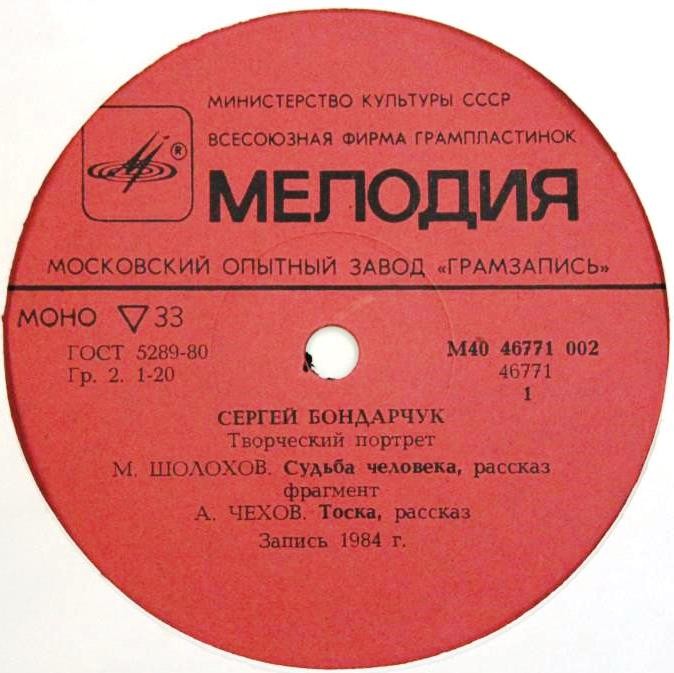 МИНИСТЕРСТВО КУЛЬТУРЫ СССР
ВСЕСОЮЗНАЯ ФИРМА ГРАМПЛАСТИНОК
®
МЕЛОДИЯ
МОСКОВСКИЙ ОПЫТНЫЙ ЗАВОД «ГРАМЗАПИСЬ»
МОНО ▽ 33
ГОСТ 5289-80
Гр. 2. 1-20
М40 46771 002
46771
1
СЕРГЕЙ БОНДАРЧУК
Творческий портрет
М. ШОЛОХОВ. Судьба человека, рассказ
фрагмент
А. ЧЕХОВ. Тоска, рассказ
Запись 1984 г.